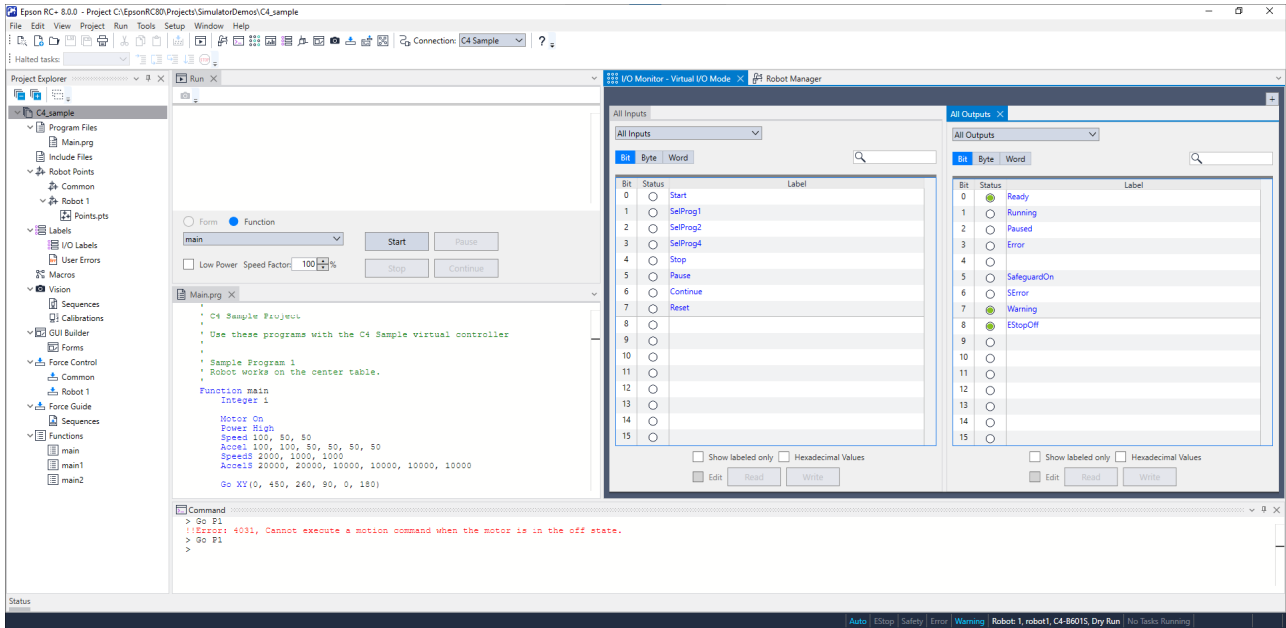 Epson RC+ 8.0.0 - Project C:\EpsonRC80\Projects\SimulatorDemos\C4_sample
File Edit View Project Run Tools Setup Window Help
Connection: C4 Sample
?
Halted tasks:
Project Explorer
C4_sample
Program Files
Main.prg
Include Files
Robot Points
Common
Robot 1
Points.pts
Labels
I/O Labels
User Errors
Macros
Vision
Sequences
Calibrations
GUI Builder
Forms
Force Control
Common
Robot 1
Force Guide
Sequences
Functions
main
main1
main2
Run
Form Function
main
Start Pause
Low Power Speed Factor: 100 %
Stop Continue
Main.prg
'
' C4 Sample Project
'
' Use these programs with the C4 Sample virtual controller
'
'
' Sample Program 1
' Robot works on the center table.
'
Function main
Integer i
Motor On
Power High
Speed 100, 50, 50
Accel 100, 100, 50, 50, 50, 50
SpeedS 2000, 1000, 1000
AccelS 20000, 20000, 10000, 10000, 10000, 10000
Go XY(0, 450, 260, 90, 0, 180)
I/O Monitor - Virtual I/O Mode Robot Manager
All Inputs
All Inputs
Bit Byte Word
Bit Status Label
0 Start
1 SelProg1
2 SelProg2
3 SelProg4
4 Stop
5 Pause
6 Continue
7 Reset
8
9
10
11
12
13
14
15
Show labeled only Hexadecimal Values
Edit Read Write
All Outputs
All Outputs
Bit Byte Word
Bit Status Label
0 Ready
1 Running
2 Paused
3 Error
4
5 SafeguardOn
6 SError
7 Warning
8 EStopOff
9
10
11
12
13
14
15
Show labeled only Hexadecimal Values
Edit Read Write
Command
> Go P1
!!Error: 4031, Cannot execute a motion command when the motor is in the off state.
> Go P1
>
Status
Auto EStop Safety Error Warning Robot: 1, robot1, C4-B601S, Dry Run No Tasks Running